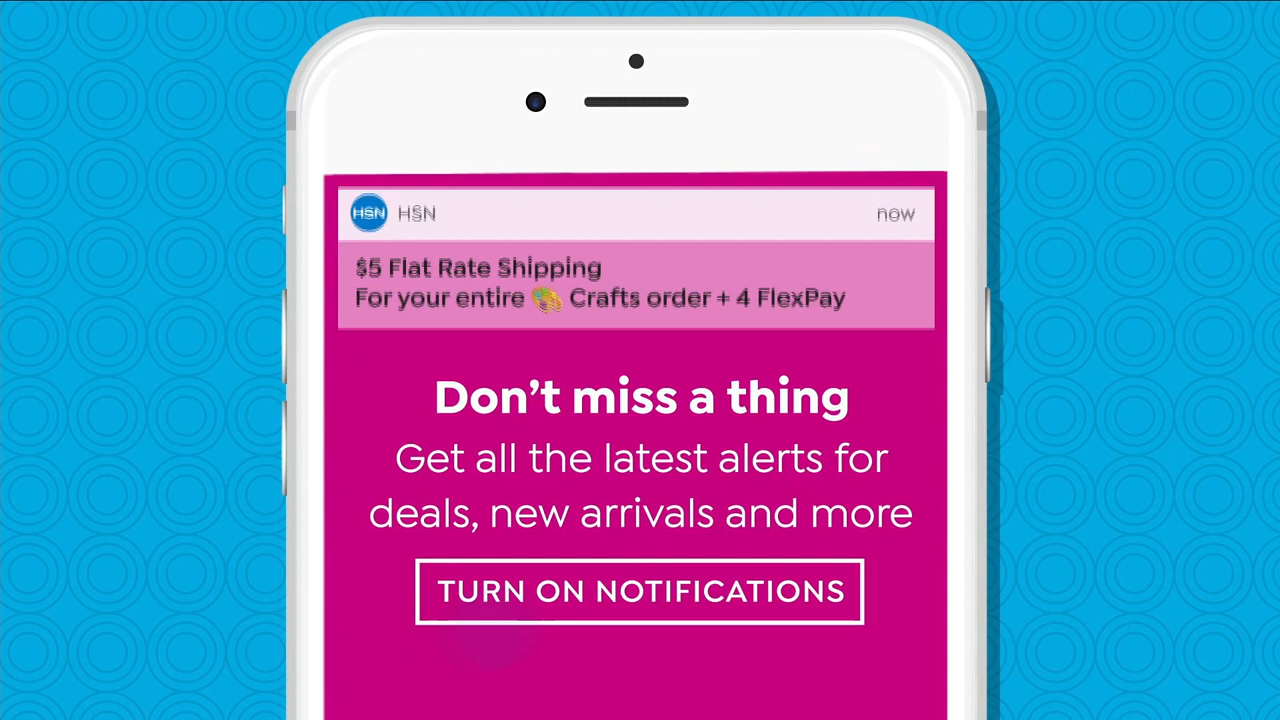 HSN HSN now
$5 Flat Rate Shipping
For your entire 🎨 Crafts order + 4 FlexPay
Don't miss a thing
Get all the latest alerts for
deals, new arrivals and more
TURN ON NOTIFICATIONS